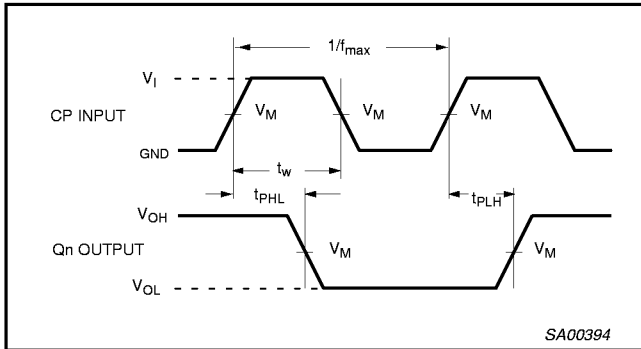 1/fmax
VI
CP INPUT
VM VM VM
GND
tw
tPHL tPLH
VOH
Qn OUTPUT
VM VM
VOL
SA00394